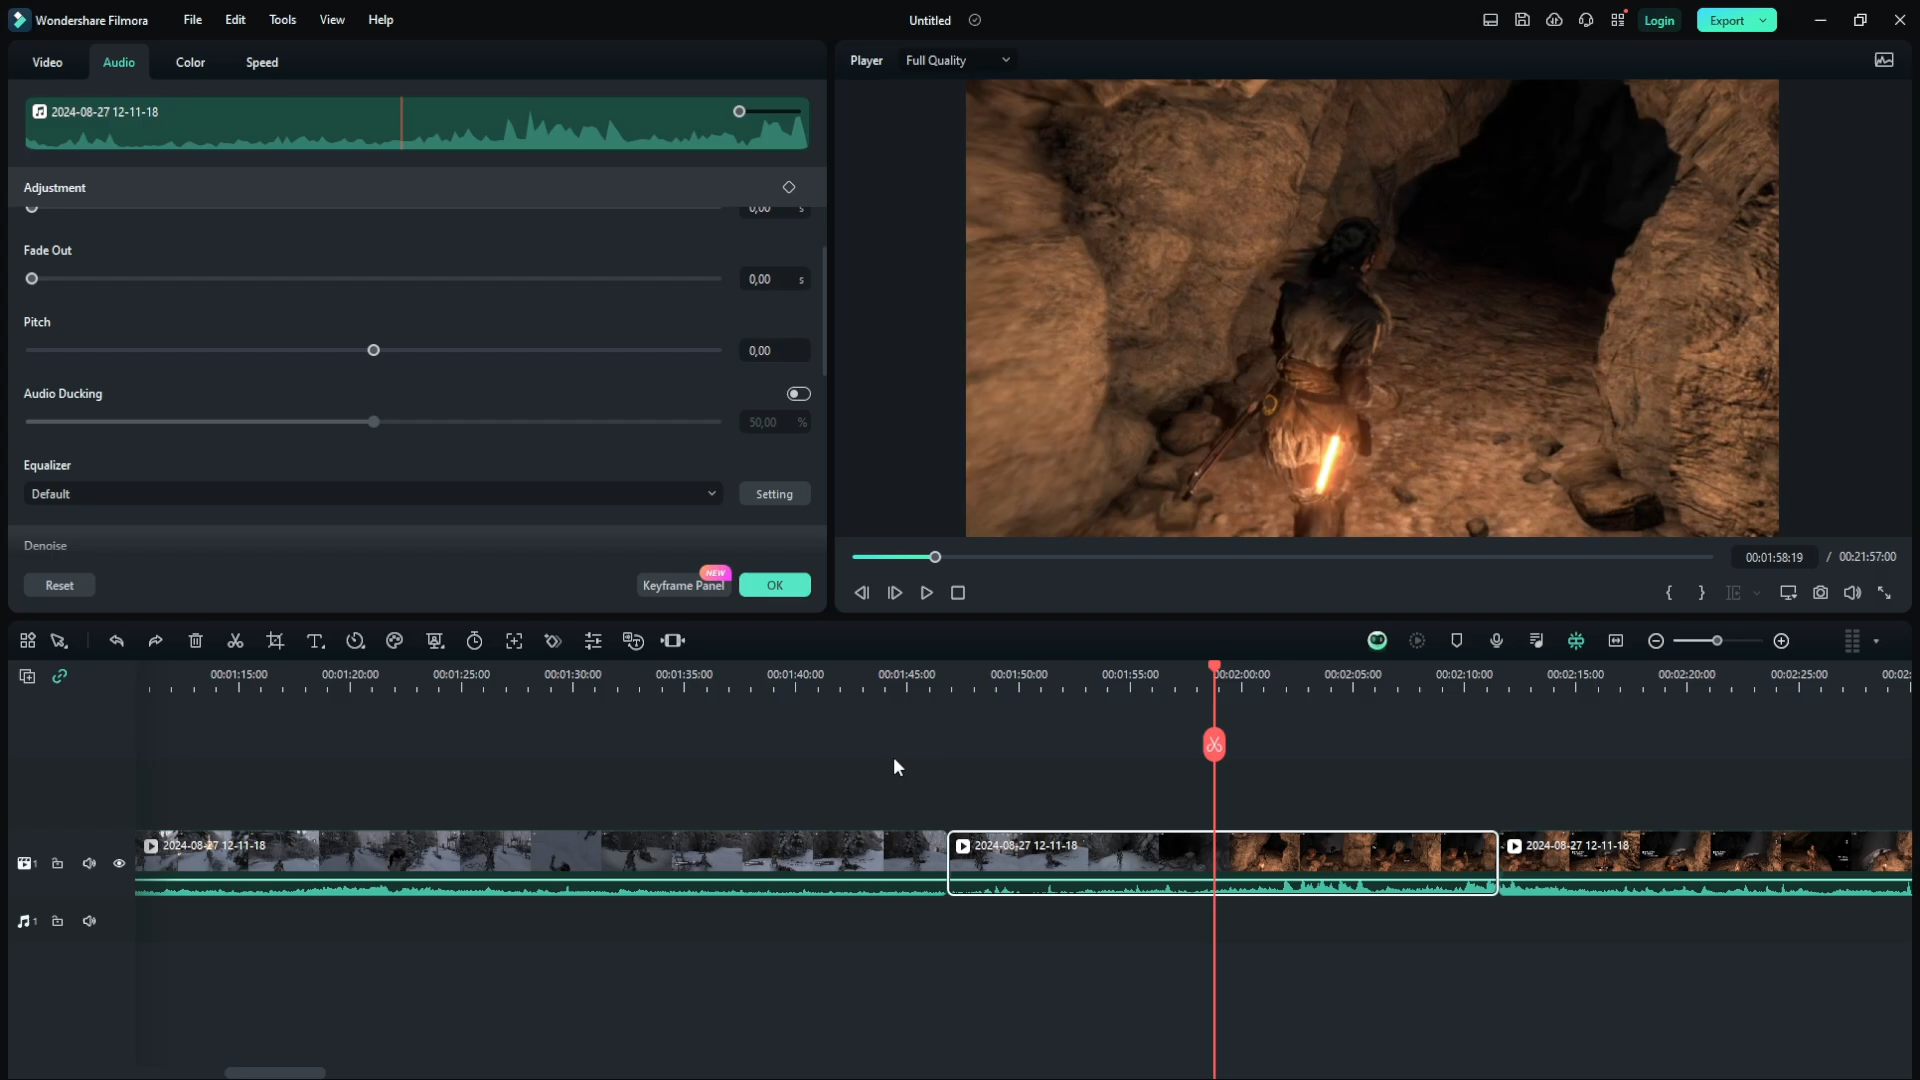 Wondershare Filmora
File
Edit
Tools
View
Help
Untitled
Login
Export
Video
Audio
Color
Speed
Player
Full Quality
2024-08-27 12-11-18
Adjustment
0,00 s
Fade Out
0,00 s
Pitch
0,00
Audio Ducking
50,00 %
Equalizer
Default
Setting
Denoise
Reset
NEW
Keyframe Panel
OK
00:01:58:19 / 00:21:57:00
00:01:15:00
00:01:20:00
00:01:25:00
00:01:30:00
00:01:35:00
00:01:40:00
00:01:45:00
00:01:50:00
00:01:55:00
00:02:00:00
00:02:05:00
00:02:10:00
00:02:15:00
00:02:20:00
00:02:25:00
00:02:
2024-08-27 12-11-18
2024-08-27 12-11-18
2024-08-27 12-11-18
1
1